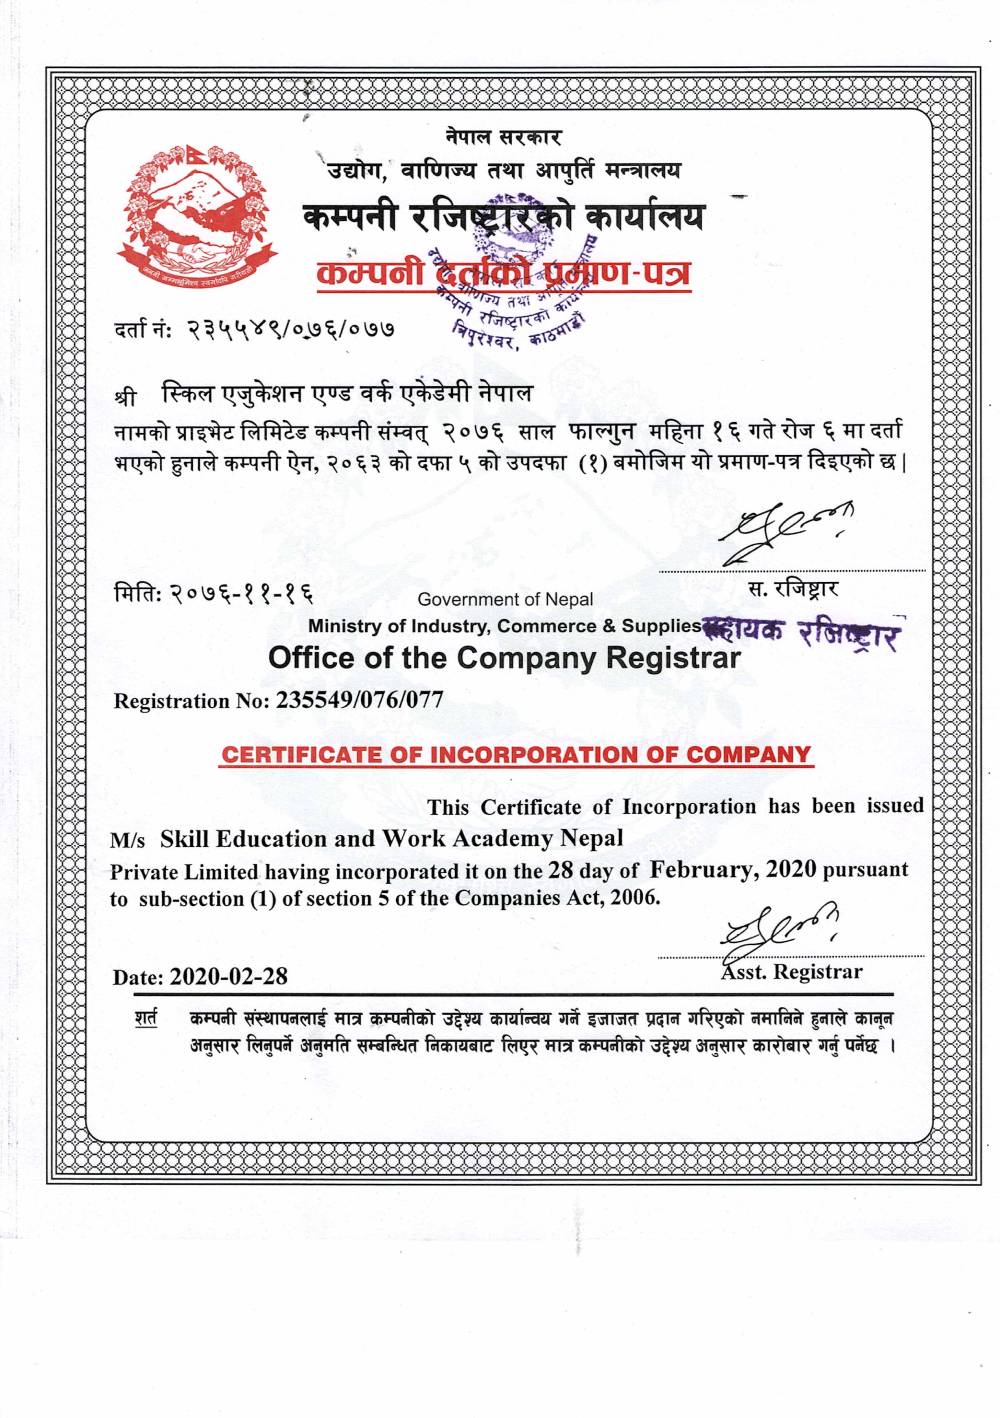 नेपाल सरकार
उद्योग, वाणिज्य तथा आपुर्ति मन्त्रालय
कम्पनी रजिष्ट्रारको कार्यालय
कम्पनी दर्ताको प्रमाण-पत्र
उद्योग, वाणिज्य तथा आपूर्ति मन्त्रालय
कम्पनी रजिष्ट्रारको कार्यालय
त्रिपुरेश्वर, काठमाडौं
दर्ता नं: २३५५४९/०७६/०७७
श्री स्किल एजुकेशन एण्ड वर्क एकेडेमी नेपाल
नामको प्राइभेट लिमिटेड कम्पनी संम्वत् २०७६ साल फाल्गुन महिना १६ गते रोज ६ मा दर्ता
भएको हुनाले कम्पनी ऐन, २०६३ को दफा ५ को उपदफा (१) बमोजिम यो प्रमाण-पत्र दिइएको छ|
मितिः २०७६-११-१६
स. रजिष्ट्रार
सहायक रजिष्ट्रार
Government of Nepal
Ministry of Industry, Commerce & Supplies
Office of the Company Registrar
Registration No: 235549/076/077
CERTIFICATE OF INCORPORATION OF COMPANY
This Certificate of Incorporation has been issued
M/s Skill Education and Work Academy Nepal
Private Limited having incorporated it on the 28 day of February, 2020 pursuant
to sub-section (1) of section 5 of the Companies Act, 2006.
Date: 2020-02-28
Asst. Registrar
शर्त कम्पनी संस्थापनलाई मात्र कम्पनीको उद्देश्य कार्यान्वय गर्ने इजाजत प्रदान गरिएको नमानिने हुनाले कानून
अनुसार लिनुपर्ने अनुमति सम्बन्धित निकायबाट लिएर मात्र कम्पनीको उद्देश्य अनुसार कारोबार गर्नु पर्नेछ ।